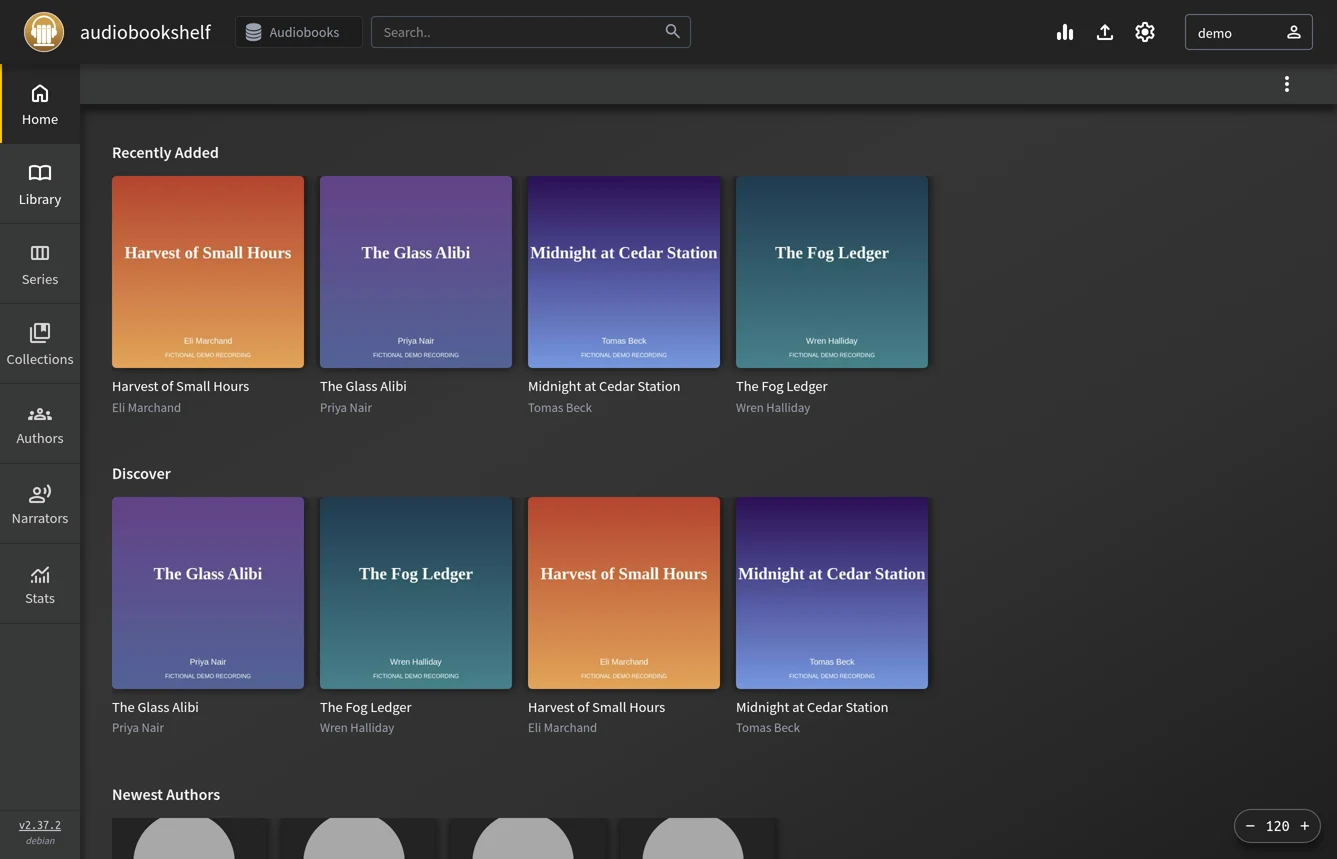 audiobookshelf
Audiobooks
Search..
demo
Home
Library
Series
Collections
Authors
Narrators
Stats
v2.37.2
debian
Recently Added
Harvest of Small Hours
Eli Marchand
FICTIONAL DEMO RECORDING
Harvest of Small Hours
Eli Marchand
The Glass Alibi
Priya Nair
FICTIONAL DEMO RECORDING
The Glass Alibi
Priya Nair
Midnight at Cedar Station
Tomas Beck
FICTIONAL DEMO RECORDING
Midnight at Cedar Station
Tomas Beck
The Fog Ledger
Wren Halliday
FICTIONAL DEMO RECORDING
The Fog Ledger
Wren Halliday
Discover
The Glass Alibi
Priya Nair
FICTIONAL DEMO RECORDING
The Glass Alibi
Priya Nair
The Fog Ledger
Wren Halliday
FICTIONAL DEMO RECORDING
The Fog Ledger
Wren Halliday
Harvest of Small Hours
Eli Marchand
FICTIONAL DEMO RECORDING
Harvest of Small Hours
Eli Marchand
Midnight at Cedar Station
Tomas Beck
FICTIONAL DEMO RECORDING
Midnight at Cedar Station
Tomas Beck
Newest Authors
− 120 +